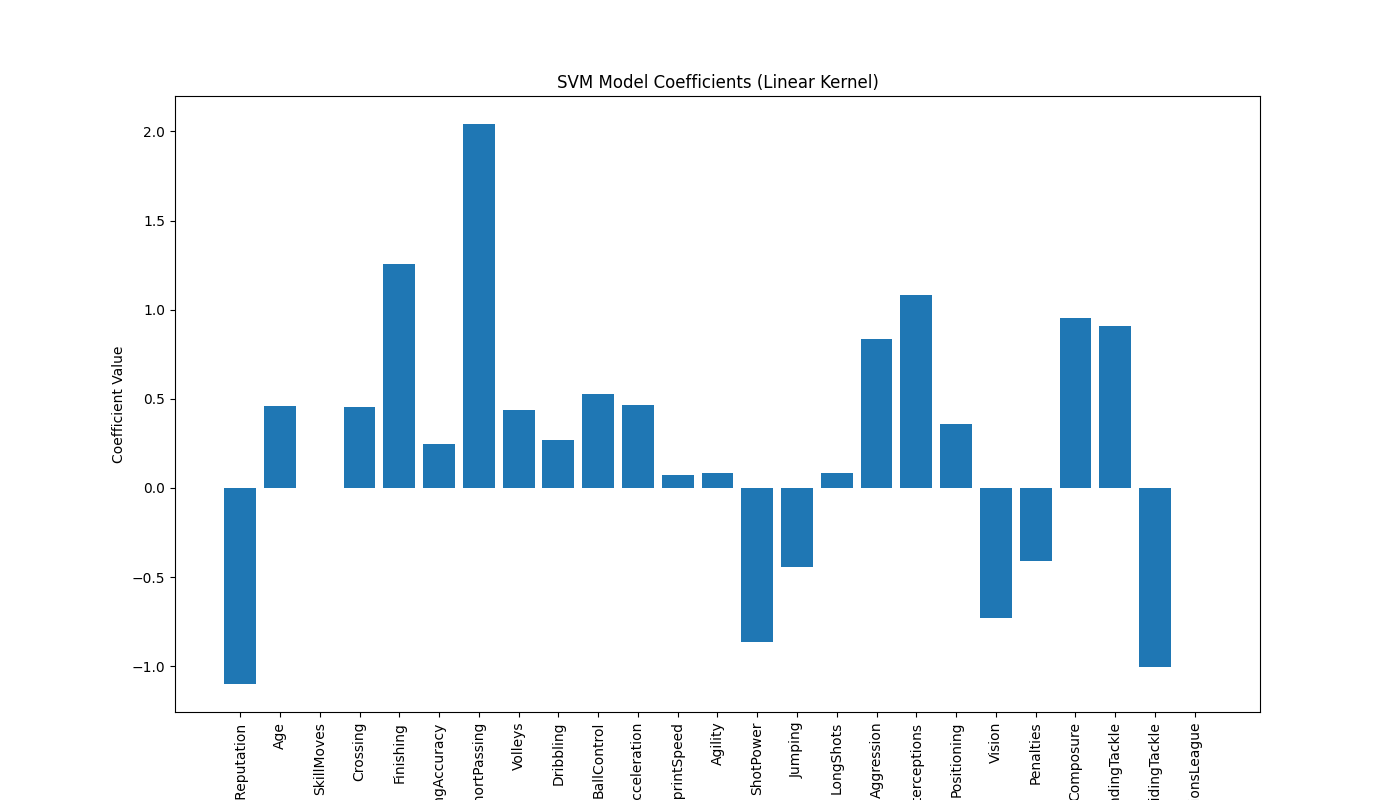 SVM Model Coefficients (Linear Kernel)
2.0
1.5
1.0
0.5
0.0
−0.5
−1.0
Coefficient Value
Reputation
Age
SkillMoves
Crossing
Finishing
ngAccuracy
hortPassing
Volleys
Dribbling
BallControl
cceleration
printSpeed
Agility
ShotPower
Jumping
LongShots
Aggression
terceptions
Positioning
Vision
Penalties
Composure
ndingTackle
idingTackle
onsLeague